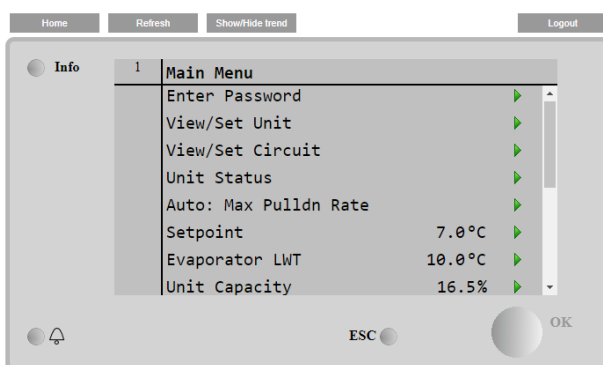 Home Refresh Show/Hide trend Logout
Info
1 Main Menu
Enter Password
View/Set Unit
View/Set Circuit
Unit Status
Auto: Max Pulldn Rate
Setpoint 7.0°C
Evaporator LWT 10.0°C
Unit Capacity 16.5%
ESC OK